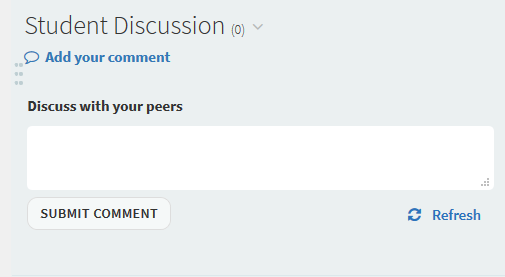 Student Discussion (0)
Add your comment
Discuss with your peers
SUBMIT COMMENT Refresh